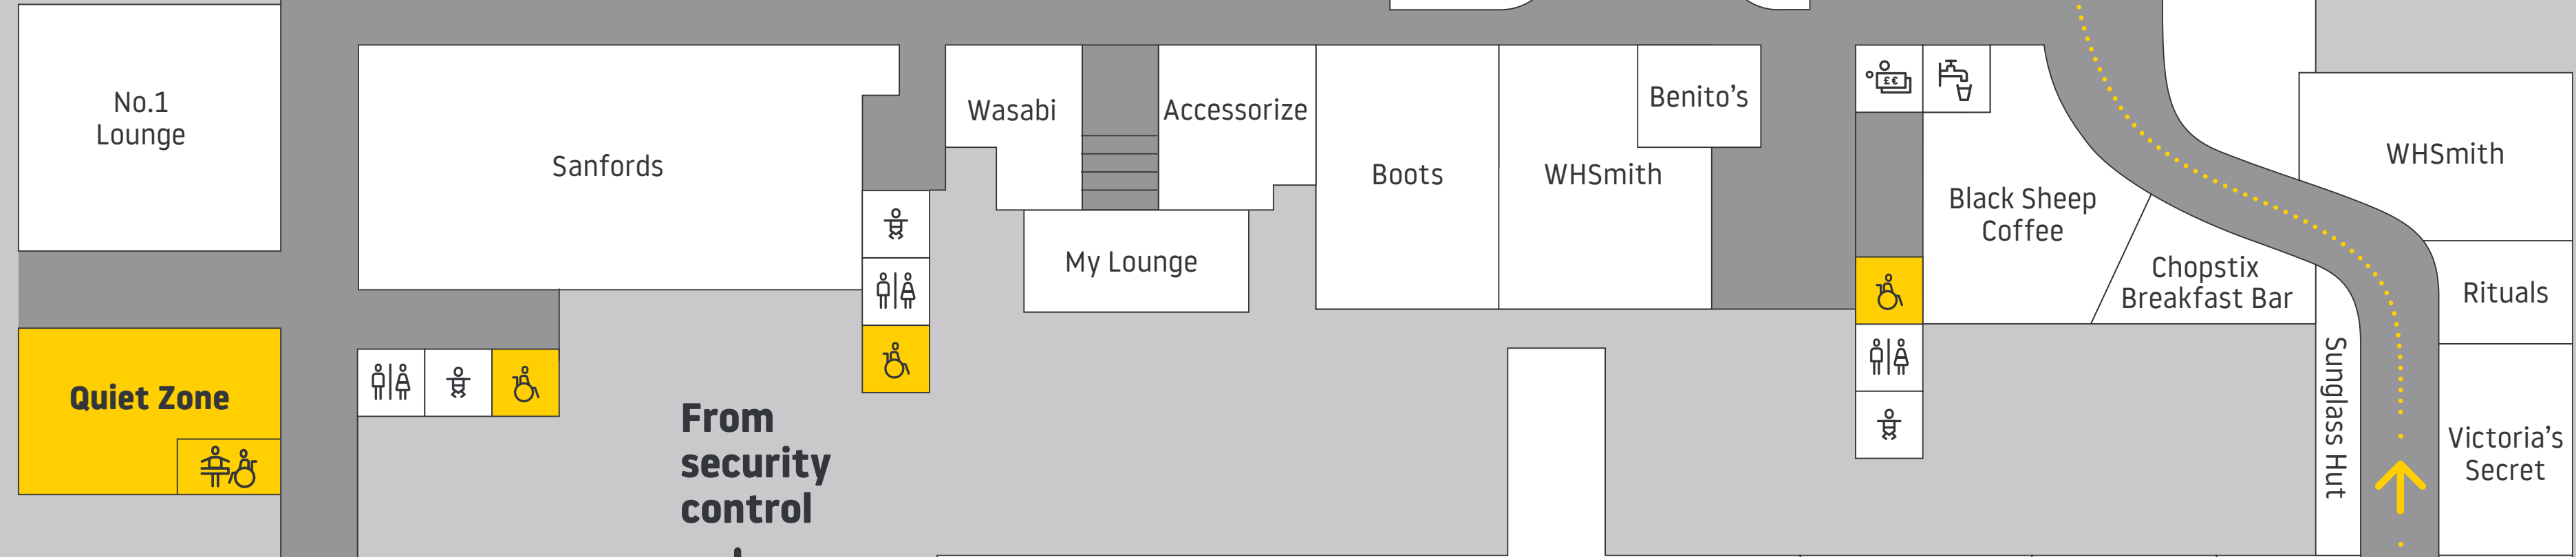 No.1
Lounge
Sanfords
Wasabi
Accessorize
My Lounge
Boots
WHSmith
Benito’s
£€
Black Sheep
Coffee
Chopstix
Breakfast Bar
WHSmith
Rituals
Sunglass Hut
Victoria’s
Secret
Quiet Zone
From
security
control